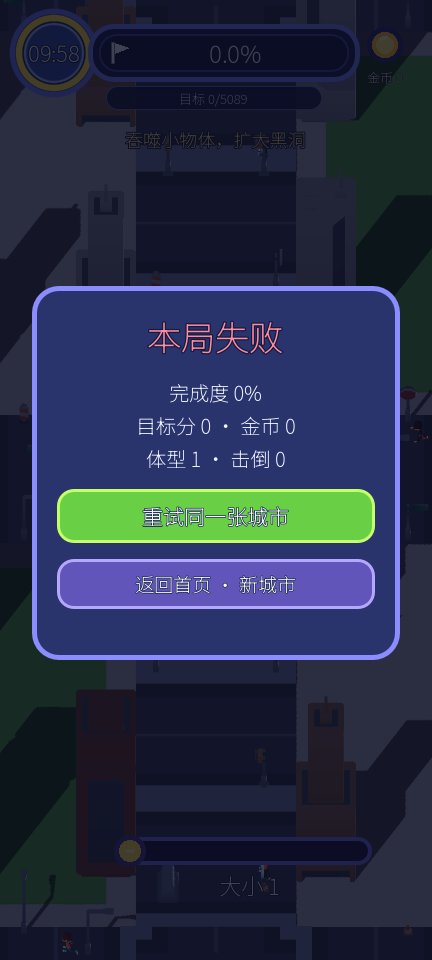 09:58
0.0%
金币
目标 0/5089
吞噬小物体，扩大黑洞
本局失败
完成度 0%
目标分 0 · 金币 0
体型 1 · 击倒 0
重试同一张城市
返回首页 · 新城市
大小 1